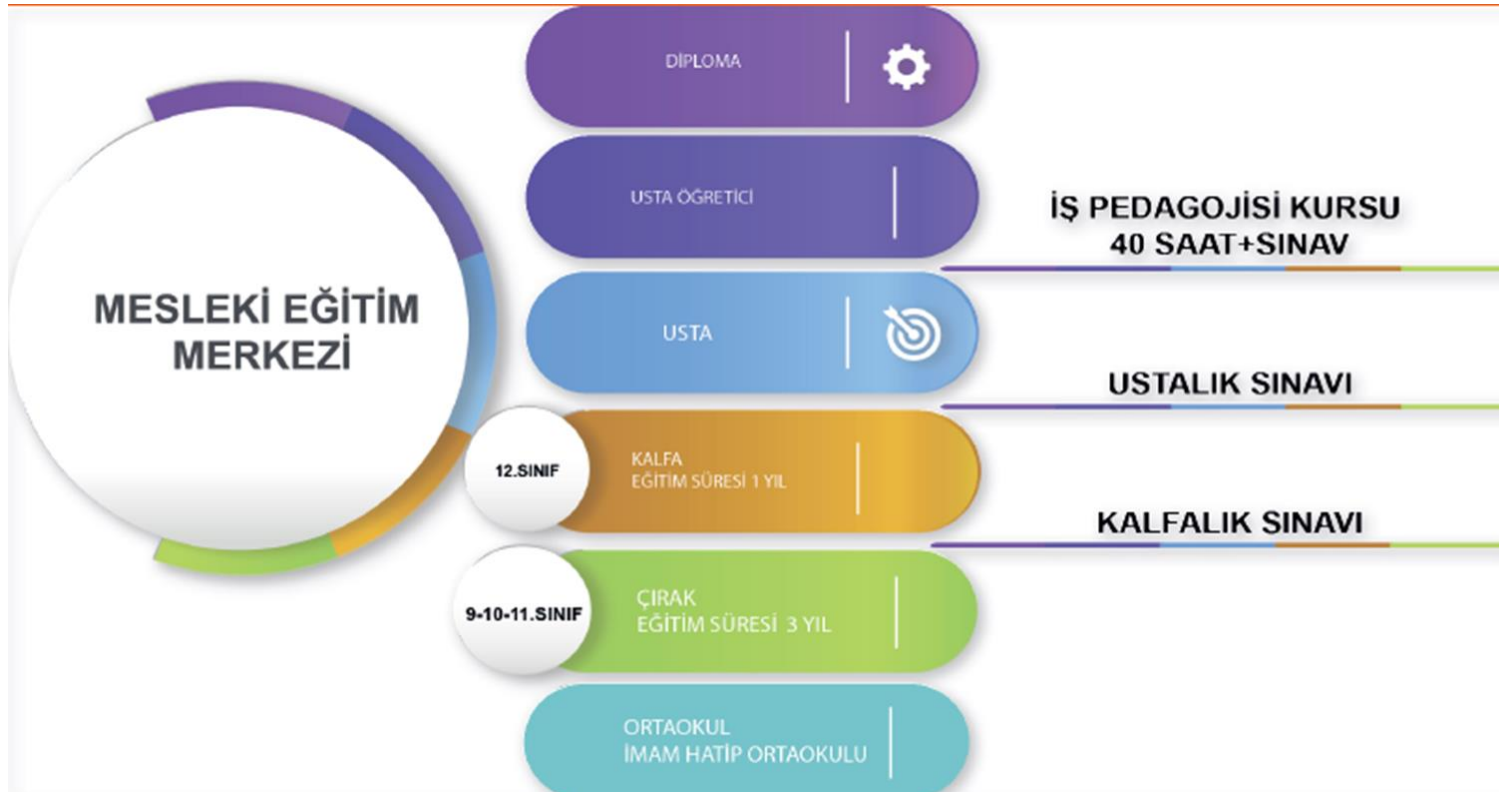 MESLEKİ EĞİTİM
MERKEZİ
DİPLOMA
USTA ÖĞRETİCİ
İŞ PEDAGOJİSİ KURSU
40 SAAT+SINAV
USTA
USTALIK SINAVI
12.SINIF
KALFA
EĞİTİM SÜRESİ 1 YIL
KALFALIK SINAVI
9-10-11.SINIF
ÇIRAK
EĞİTİM SÜRESİ 3 YIL
ORTAOKUL
İMAM HATİP ORTAOKULU